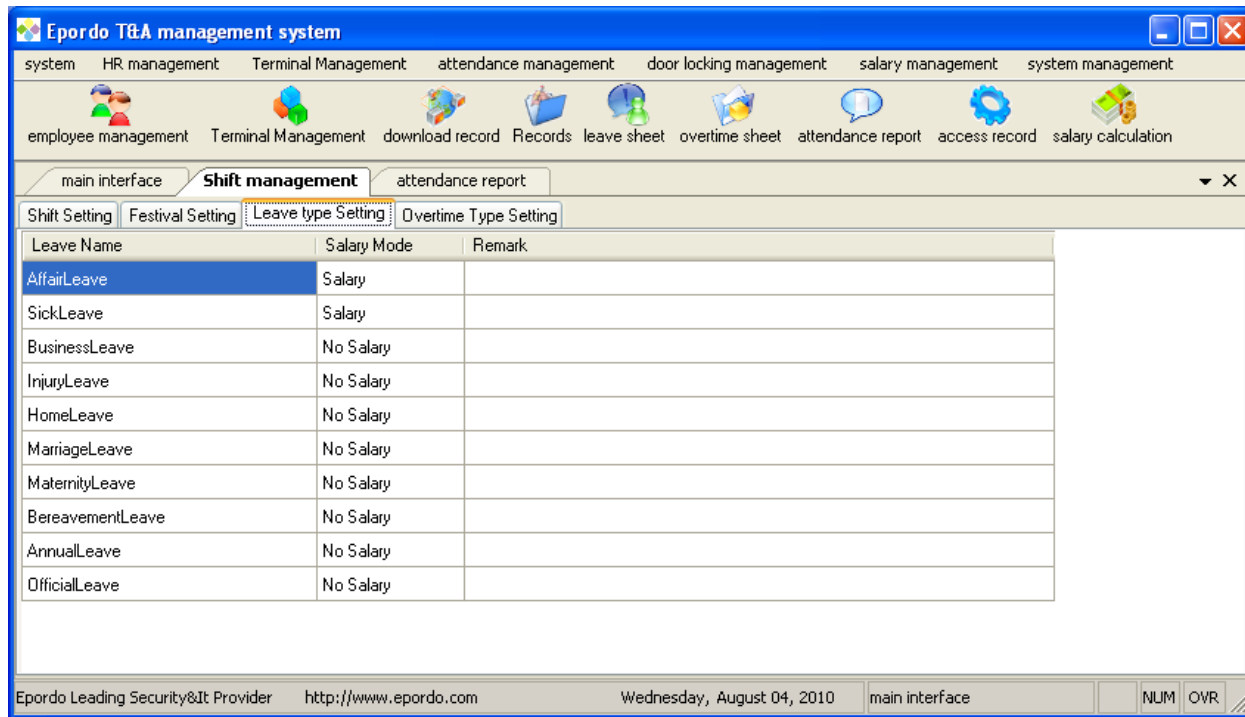 Epordo T&A management system
system HR management Terminal Management attendance management door locking management salary management system management
employee management Terminal Management download record Records leave sheet overtime sheet attendance report access record salary calculation
main interface Shift management attendance report
Shift Setting Festival Setting Leave type Setting Overtime Type Setting
Leave Name Salary Mode Remark
AffairLeave Salary
SickLeave Salary
BusinessLeave No Salary
InjuryLeave No Salary
HomeLeave No Salary
MarriageLeave No Salary
MaternityLeave No Salary
BereavementLeave No Salary
AnnualLeave No Salary
OfficialLeave No Salary
Epordo Leading Security&It Provider http://www.epordo.com Wednesday, August 04, 2010 main interface NUM OVR